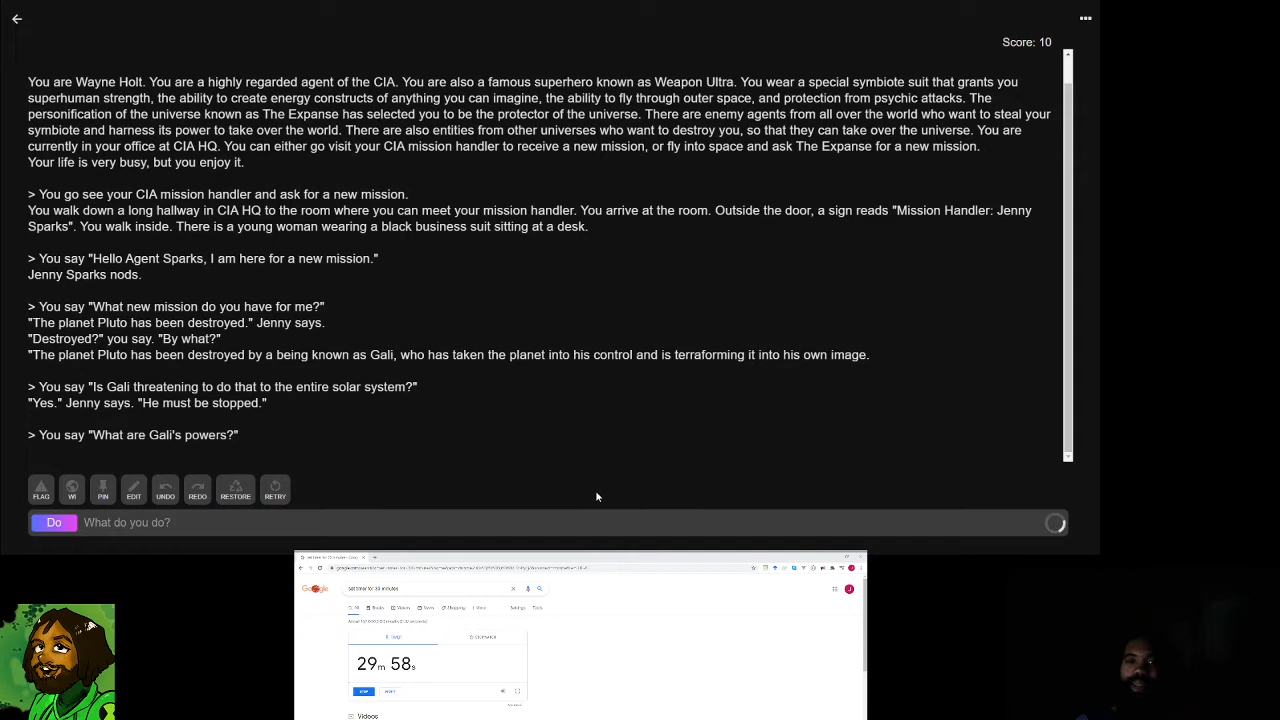 Score: 10
You are Wayne Holt. You are a highly regarded agent of the CIA. You are also a famous superhero known as Weapon Ultra. You wear a special symbiote suit that grants you
superhuman strength, the ability to create energy constructs of anything you can imagine, the ability to fly through outer space, and protection from psychic attacks. The
personification of the universe known as The Expanse has selected you to be the protector of the universe. There are enemy agents from all over the world who want to steal your
symbiote and harness its power to take over the world. There are also entities from other universes who want to destroy you, so that they can take over the universe. You are
currently in your office at CIA HQ. You can either go visit your CIA mission handler to receive a new mission, or fly into space and ask The Expanse for a new mission.
Your life is very busy, but you enjoy it.
> You go see your CIA mission handler and ask for a new mission.
You walk down a long hallway in CIA HQ to the room where you can meet your mission handler. You arrive at the room. Outside the door, a sign reads "Mission Handler: Jenny
Sparks". You walk inside. There is a young woman wearing a black business suit sitting at a desk.
> You say "Hello Agent Sparks, I am here for a new mission."
Jenny Sparks nods.
> You say "What new mission do you have for me?"
"The planet Pluto has been destroyed." Jenny says.
"Destroyed?" you say. "By what?"
"The planet Pluto has been destroyed by a being known as Gali, who has taken the planet into his control and is terraforming it into his own image.
> You say "Is Gali threatening to do that to the entire solar system?"
"Yes." Jenny says. "He must be stopped."
> You say "What are Gali's powers?"
FLAG WI PIN EDIT UNDO REDO RESTORE RETRY
Do What do you do?
Google
set timer for 30 minutes
All Books Videos News Shopping More Settings Tools
29m 58s
Videos